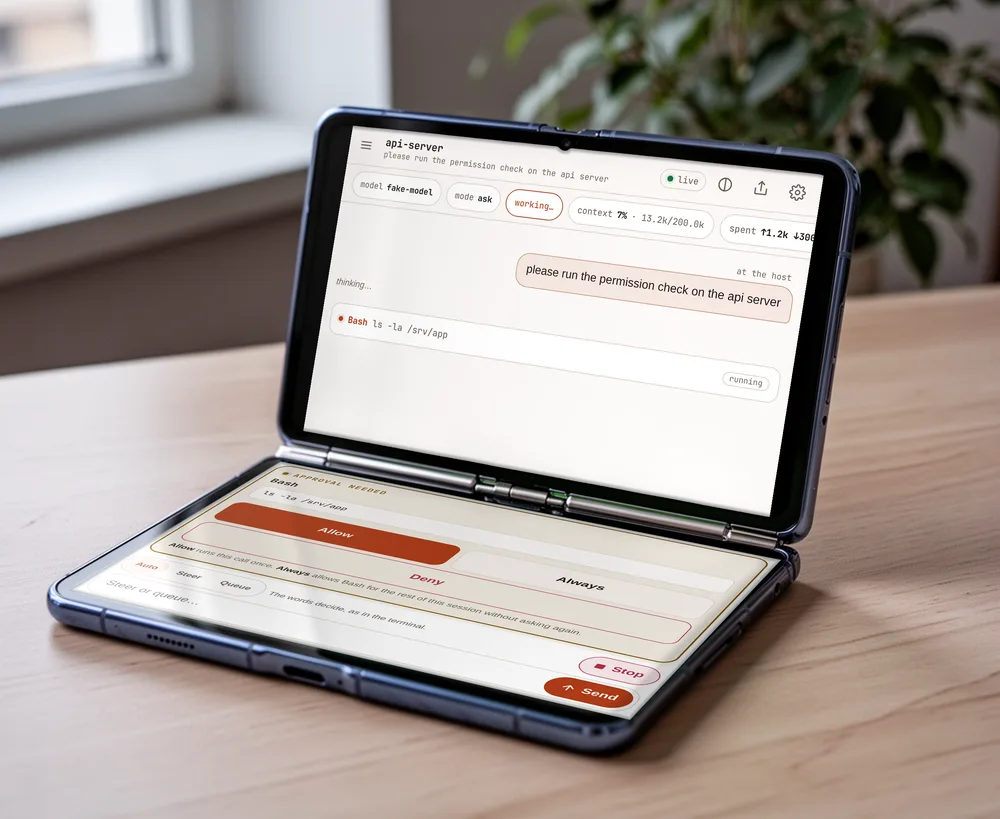 api-server
please run the permission check on the api server
live
model fake-model
mode ask
working…
context 7% · 13.2k/200.0k
spent ↑1.2k ↓300
at the host
please run the permission check on the api server
thinking…
Bash ls -la /srv/app
running
APPROVAL NEEDED
Bash
ls -la /srv/app
Allow
Always
Deny
Allow runs this call once. Always allows Bash for the rest of this session without asking again.
Auto
Steer
Queue
The words decide, as in the terminal.
Steer or queue…
Stop
Send